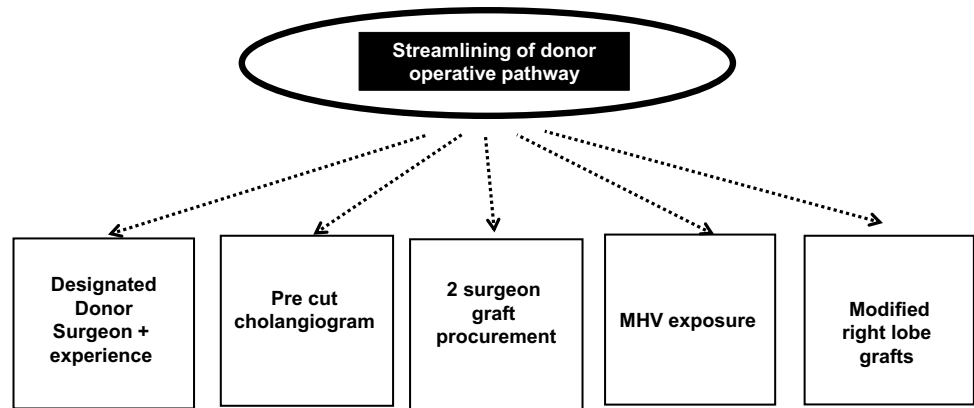 Streamlining of donor
operative pathway
Designated
Donor
Surgeon +
experience
Pre cut
cholangiogram
2 surgeon
graft
procurement
MHV exposure
Modified
right lobe
grafts